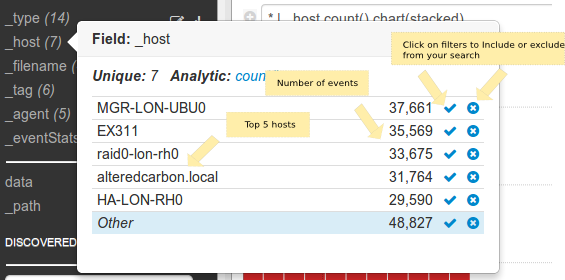 _type (14)
* | _host.count().chart(stacked)
_host (7)
Field: _host
Click on filters to Include or exclude
from your search
_filename
Unique: 7 Analytic:
Number of events
_tag (6)
_agent (5)
MGR-LON-UBU0 37,661
_eventStats
EX311 35,569
Top 5 hosts
raid0-lon-rh0 33,675
data
alteredcarbon.local 31,764
_path
HA-LON-RH0 29,590
Other 48,827
DISCOVERED